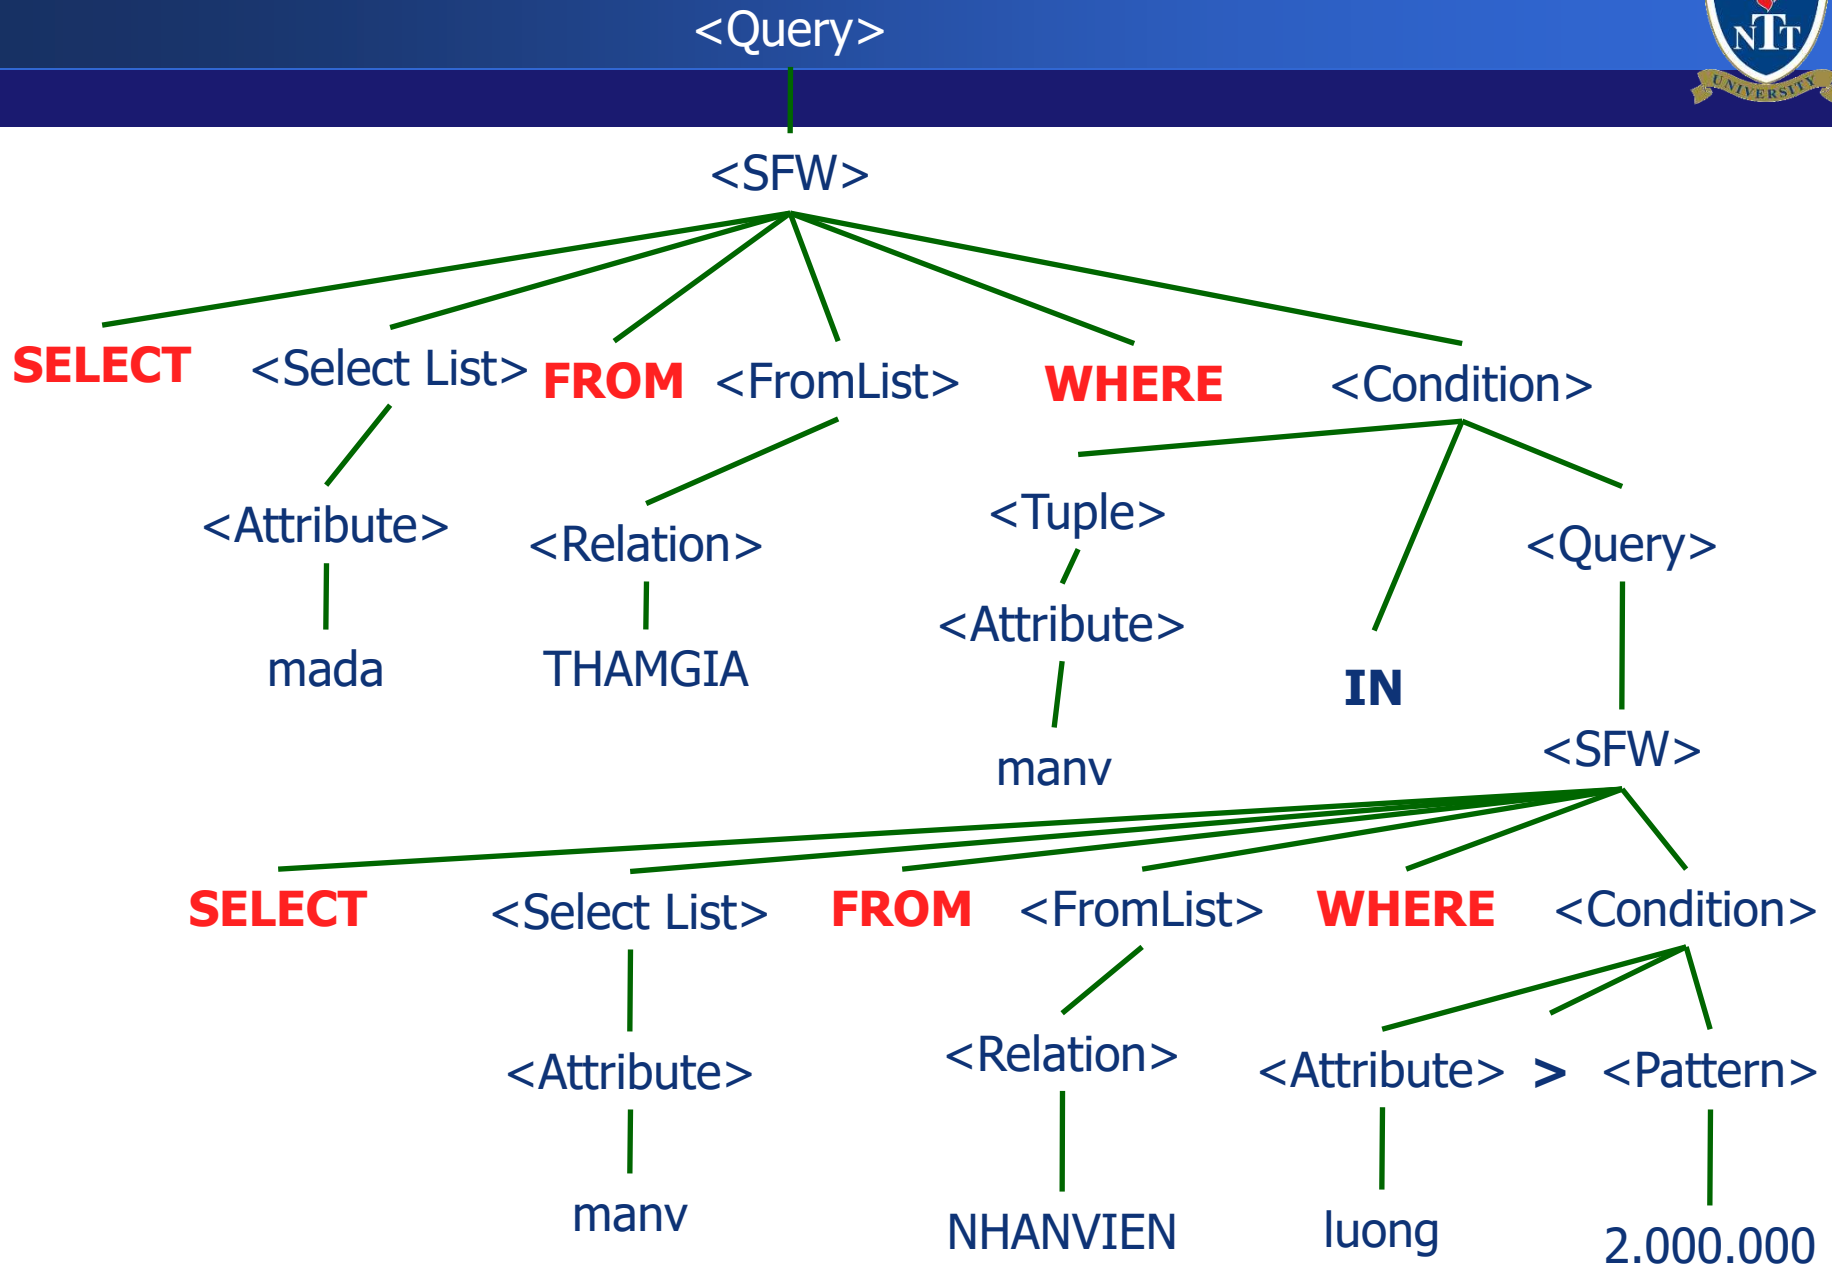 <Query>
NTT
UNIVERSITY
<SFW>
SELECT <Select List> FROM <FromList> WHERE <Condition>
<Attribute> <Relation> <Tuple> <Query>
<Attribute>
mada THAMGIA IN
manv <SFW>
SELECT <Select List> FROM <FromList> WHERE <Condition>
<Attribute> <Relation> <Attribute> > <Pattern>
manv NHANVIEN luong 2.000.000